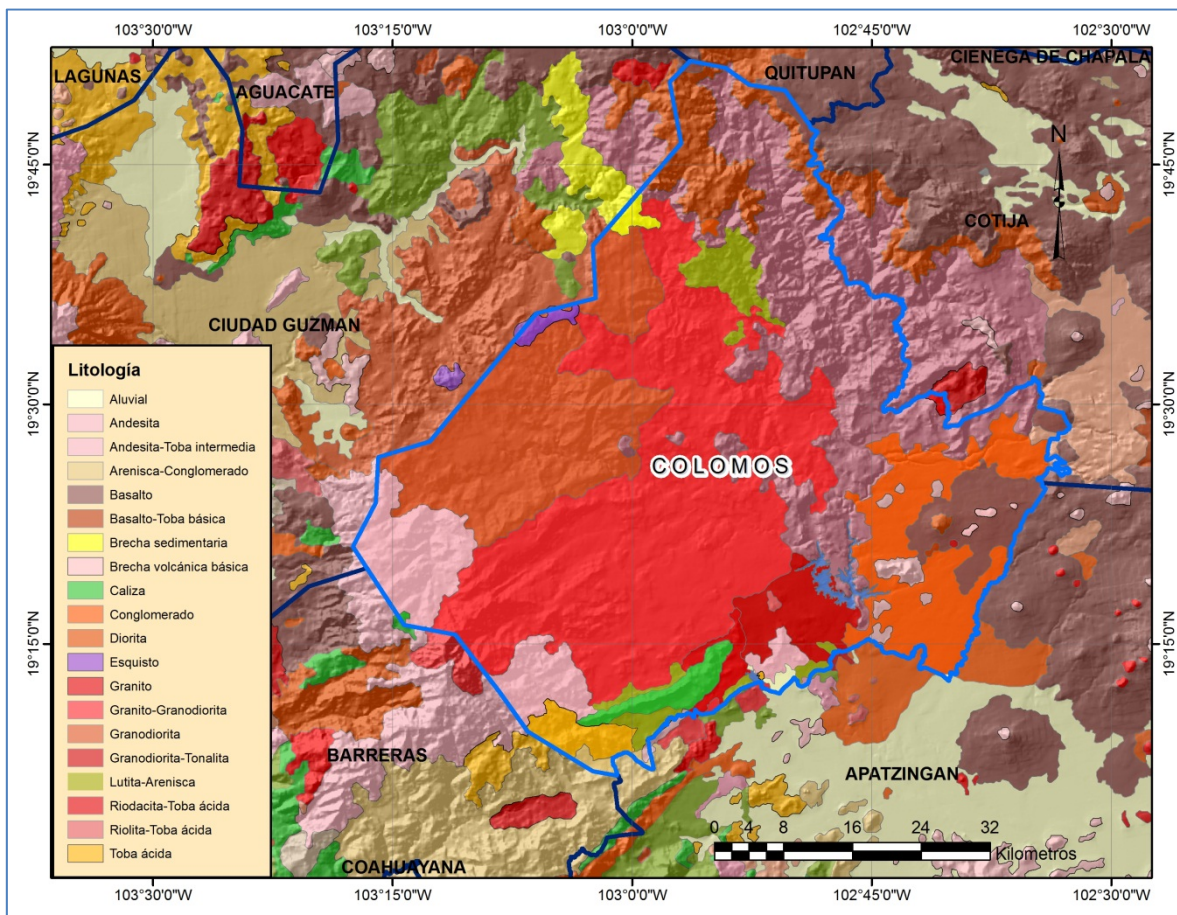 103°30'0"W 103°15'0"W 103°0'0"W 102°45'0"W 102°30'0"W
LAGUNAS
AGUACATE
QUITUPAN
CIENEGA DE CHAPALA
N
19°45'0"N 19°45'0"N
COTIJA
CIUDAD GUZMAN
19°30'0"N 19°30'0"N
COLOMOS
19°15'0"N 19°15'0"N
BARRERAS
APATZINGAN
COAHUAYANA
Litología
Aluvial
Andesita
Andesita-Toba intermedia
Arenisca-Conglomerado
Basalto
Basalto-Toba básica
Brecha sedimentaria
Brecha volcánica básica
Caliza
Conglomerado
Diorita
Esquisto
Granito
Granito-Granodiorita
Granodiorita
Granodiorita-Tonalita
Lutita-Arenisca
Riodacita-Toba ácida
Riolita-Toba ácida
Toba ácida
0 4 8 16 24 32
Kilometros
103°30'0"W 103°15'0"W 103°0'0"W 102°45'0"W 102°30'0"W